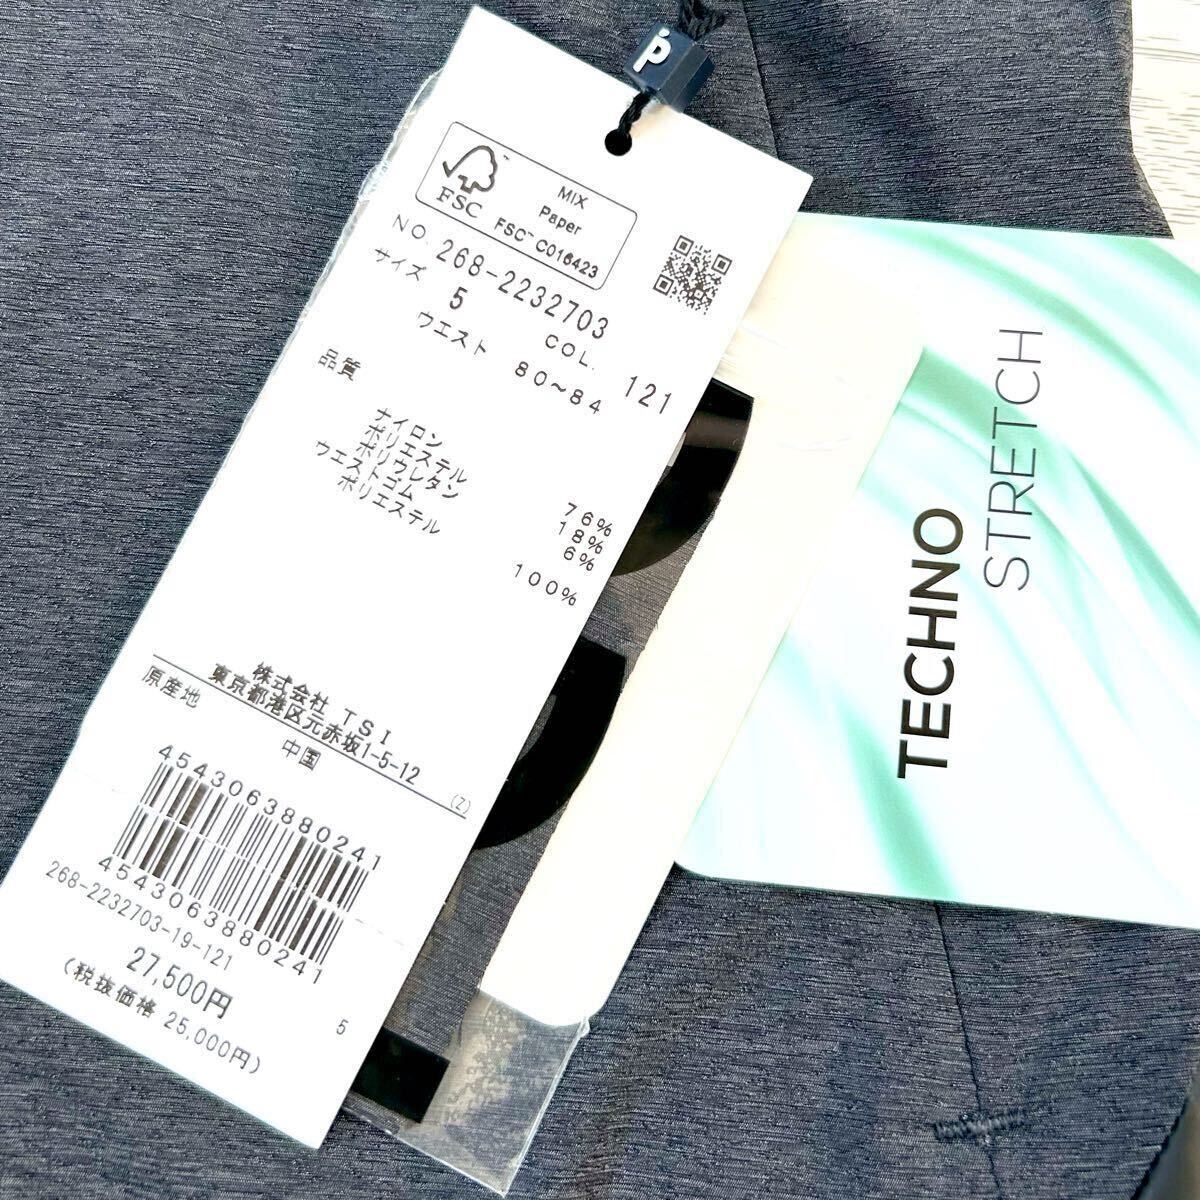 P
FSC
MIX
Paper
FSC™ C016423
NO. 268-2232703
サイズ 5 COL. 121
ウエスト 80~84
品質
ナイロン 76%
ポリエステル 18%
ポリウレタン 6%
ウエストゴム
ポリエステル 100%
株式会社 TSI
東京都港区元赤坂1-5-12
原産地 中国 (Z)
4543063880241
4543063880241
268-2232703-19-121
27,500円
(税抜価格 25,000円) 5
TECHNO
STRETCH